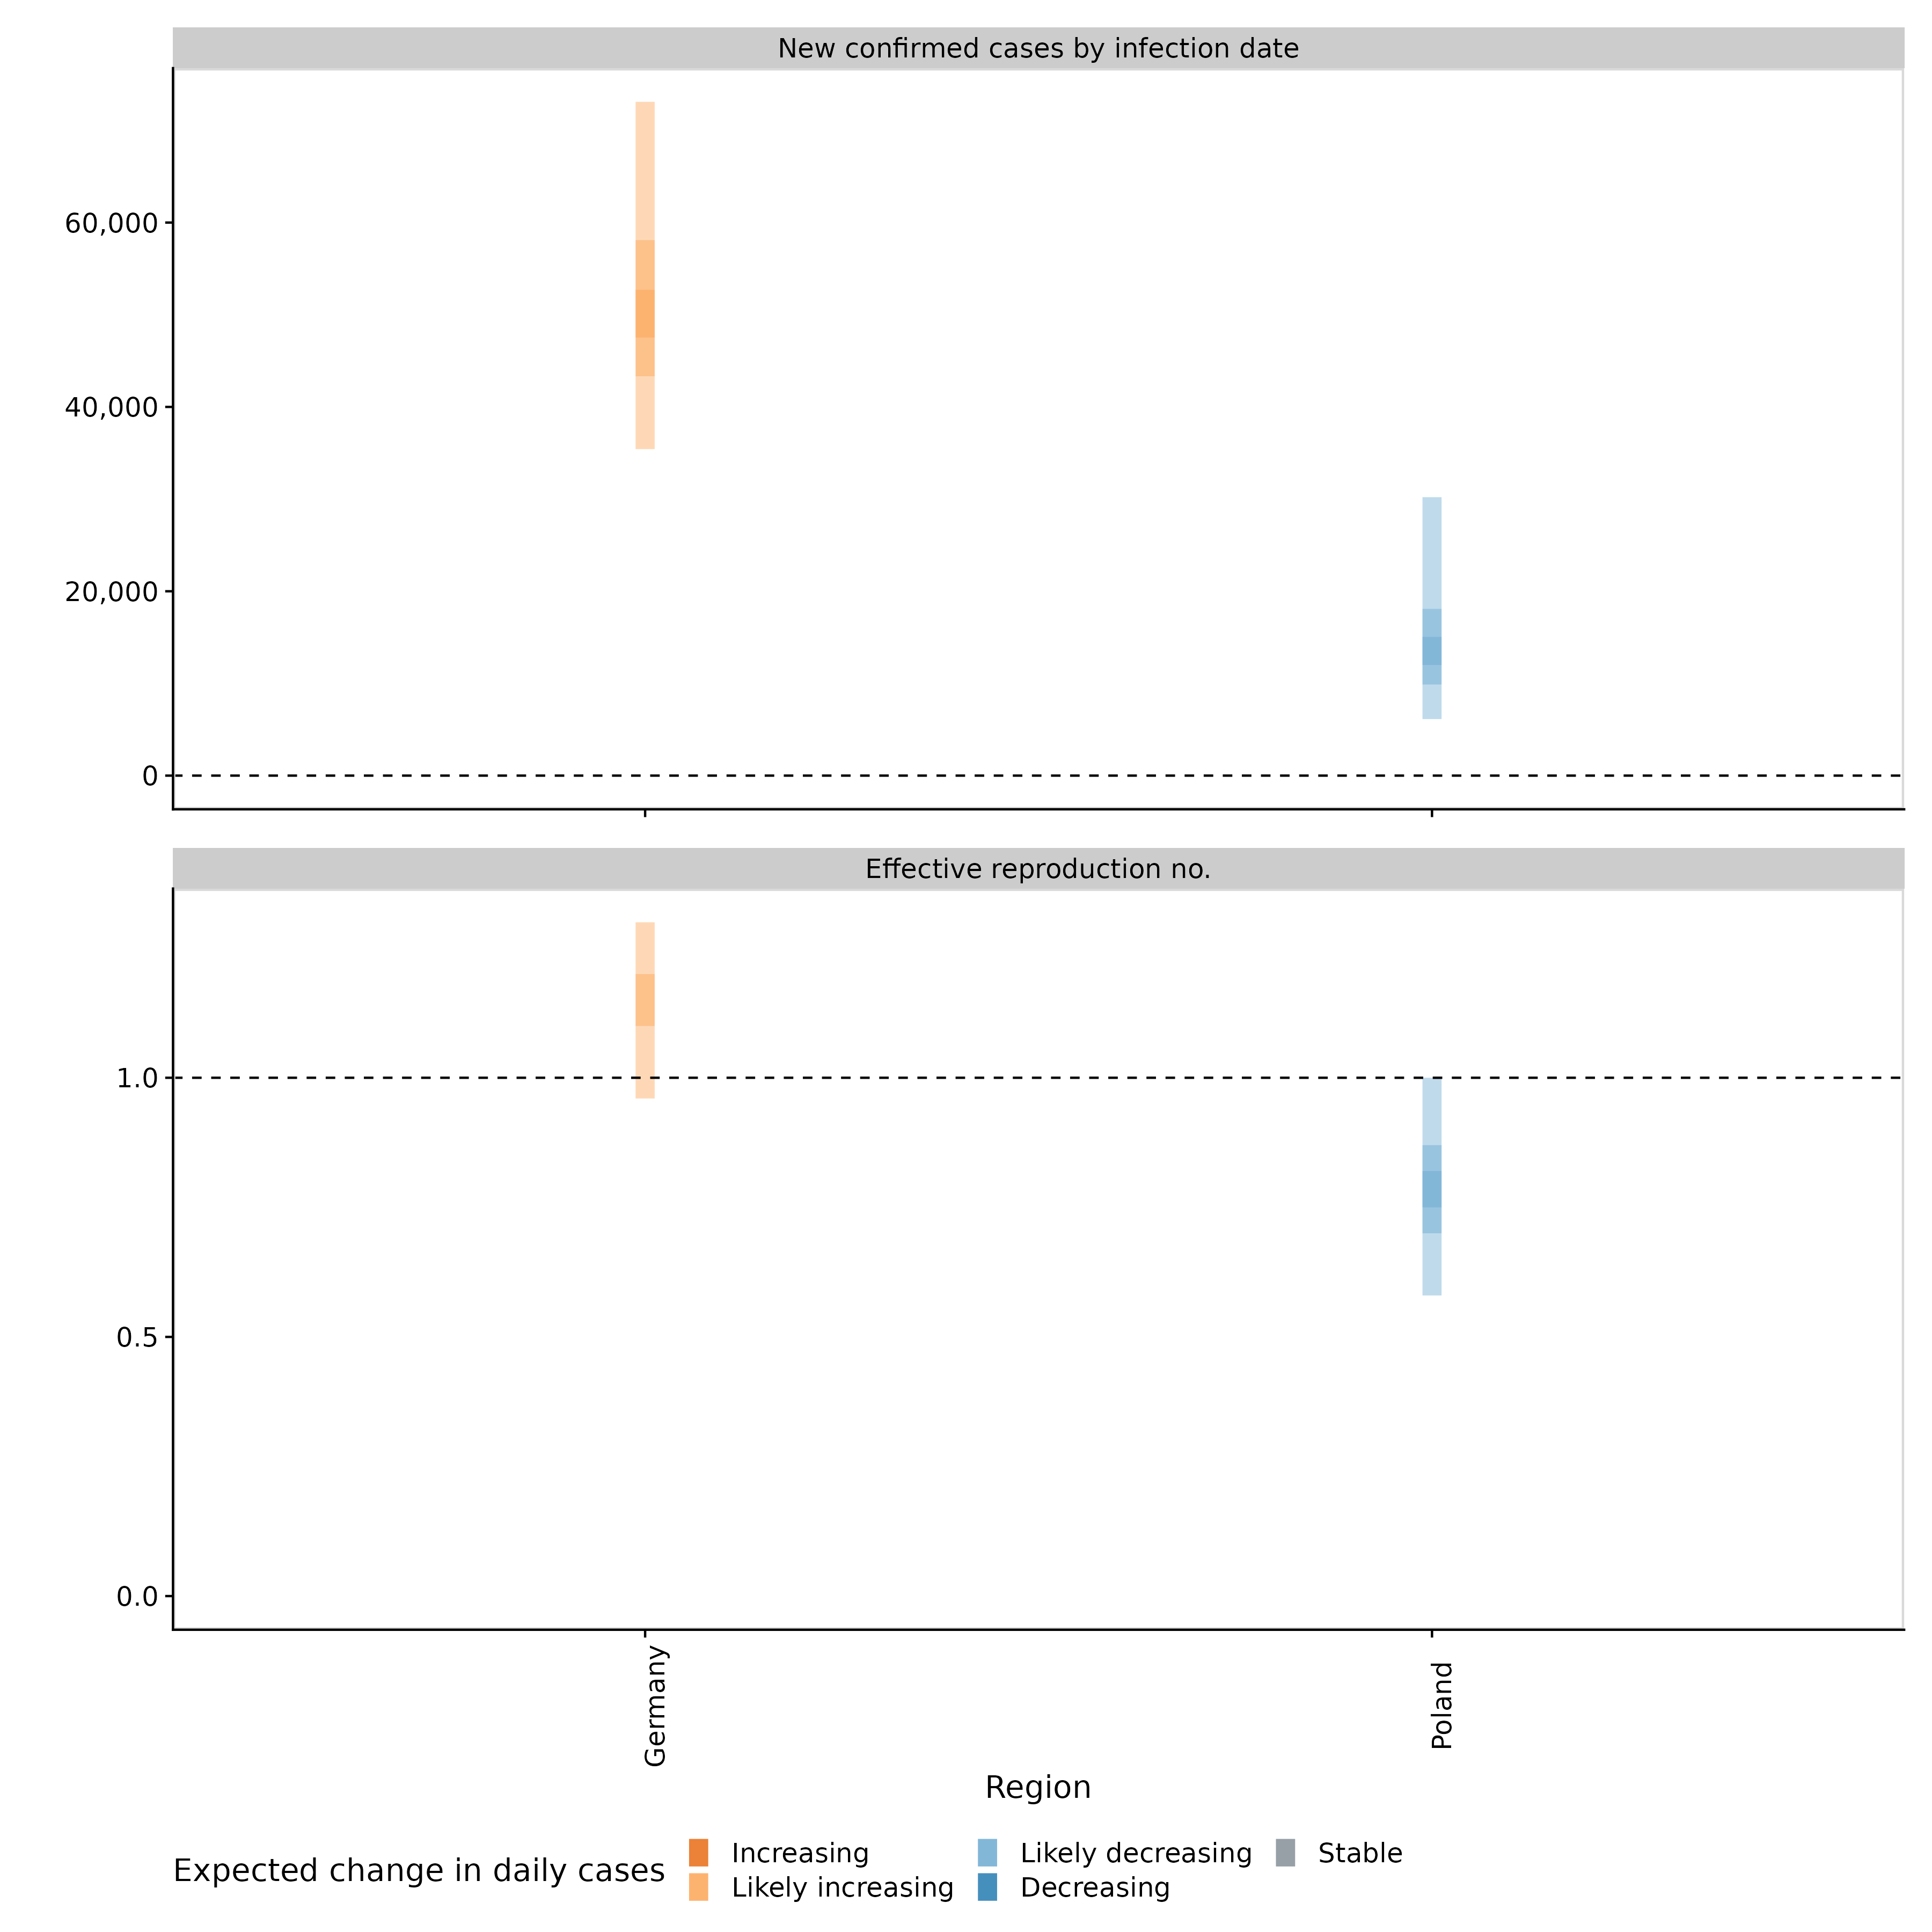 New confirmed cases by infection date
60,000
40,000
20,000
0
Effective reproduction no.
1.0
0.5
0.0
Germany
Poland
Region
Expected change in daily cases
Increasing
Likely increasing
Likely decreasing
Decreasing
Stable